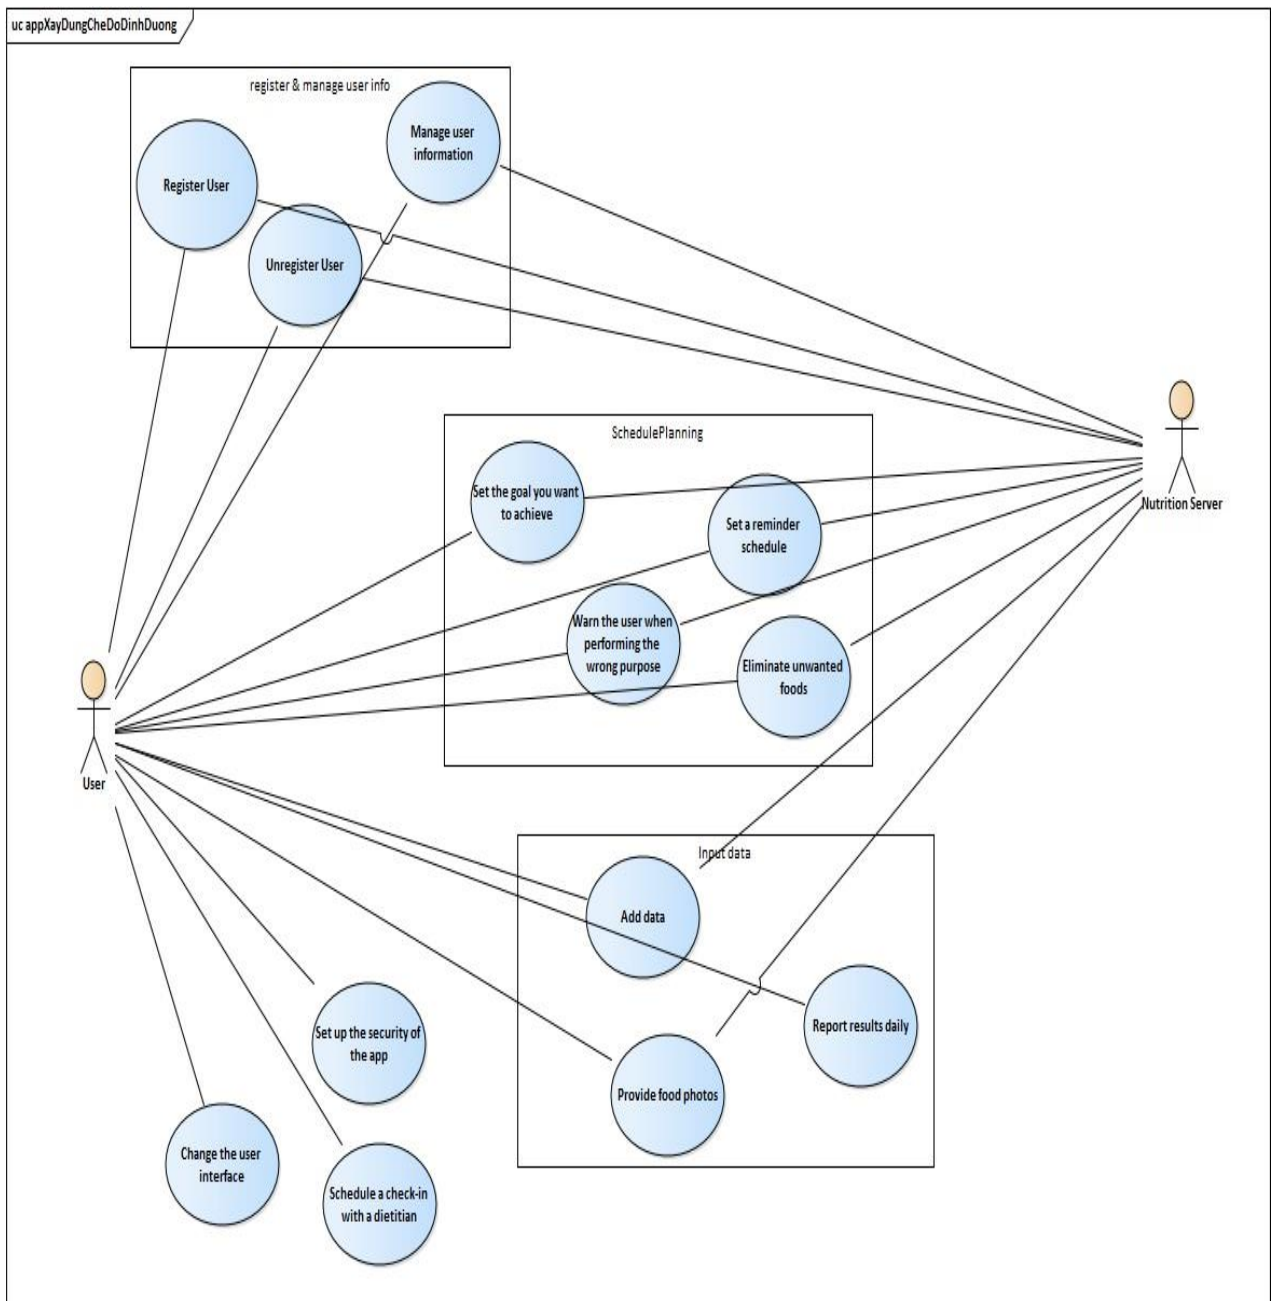 uc appXayDungCheDoDinhDuong
register & manage user info
Manage user
information
Register User
Unregister User
SchedulePlanning
Set the goal you want
to achieve
Set a reminder
schedule
Nutrition Server
Warn the user when
performing the
wrong purpose
Eliminate unwanted
foods
User
Input data
Add data
Report results daily
Provide food photos
Set up the security of
the app
Change the user
interface
Schedule a check-in
with a dietitian